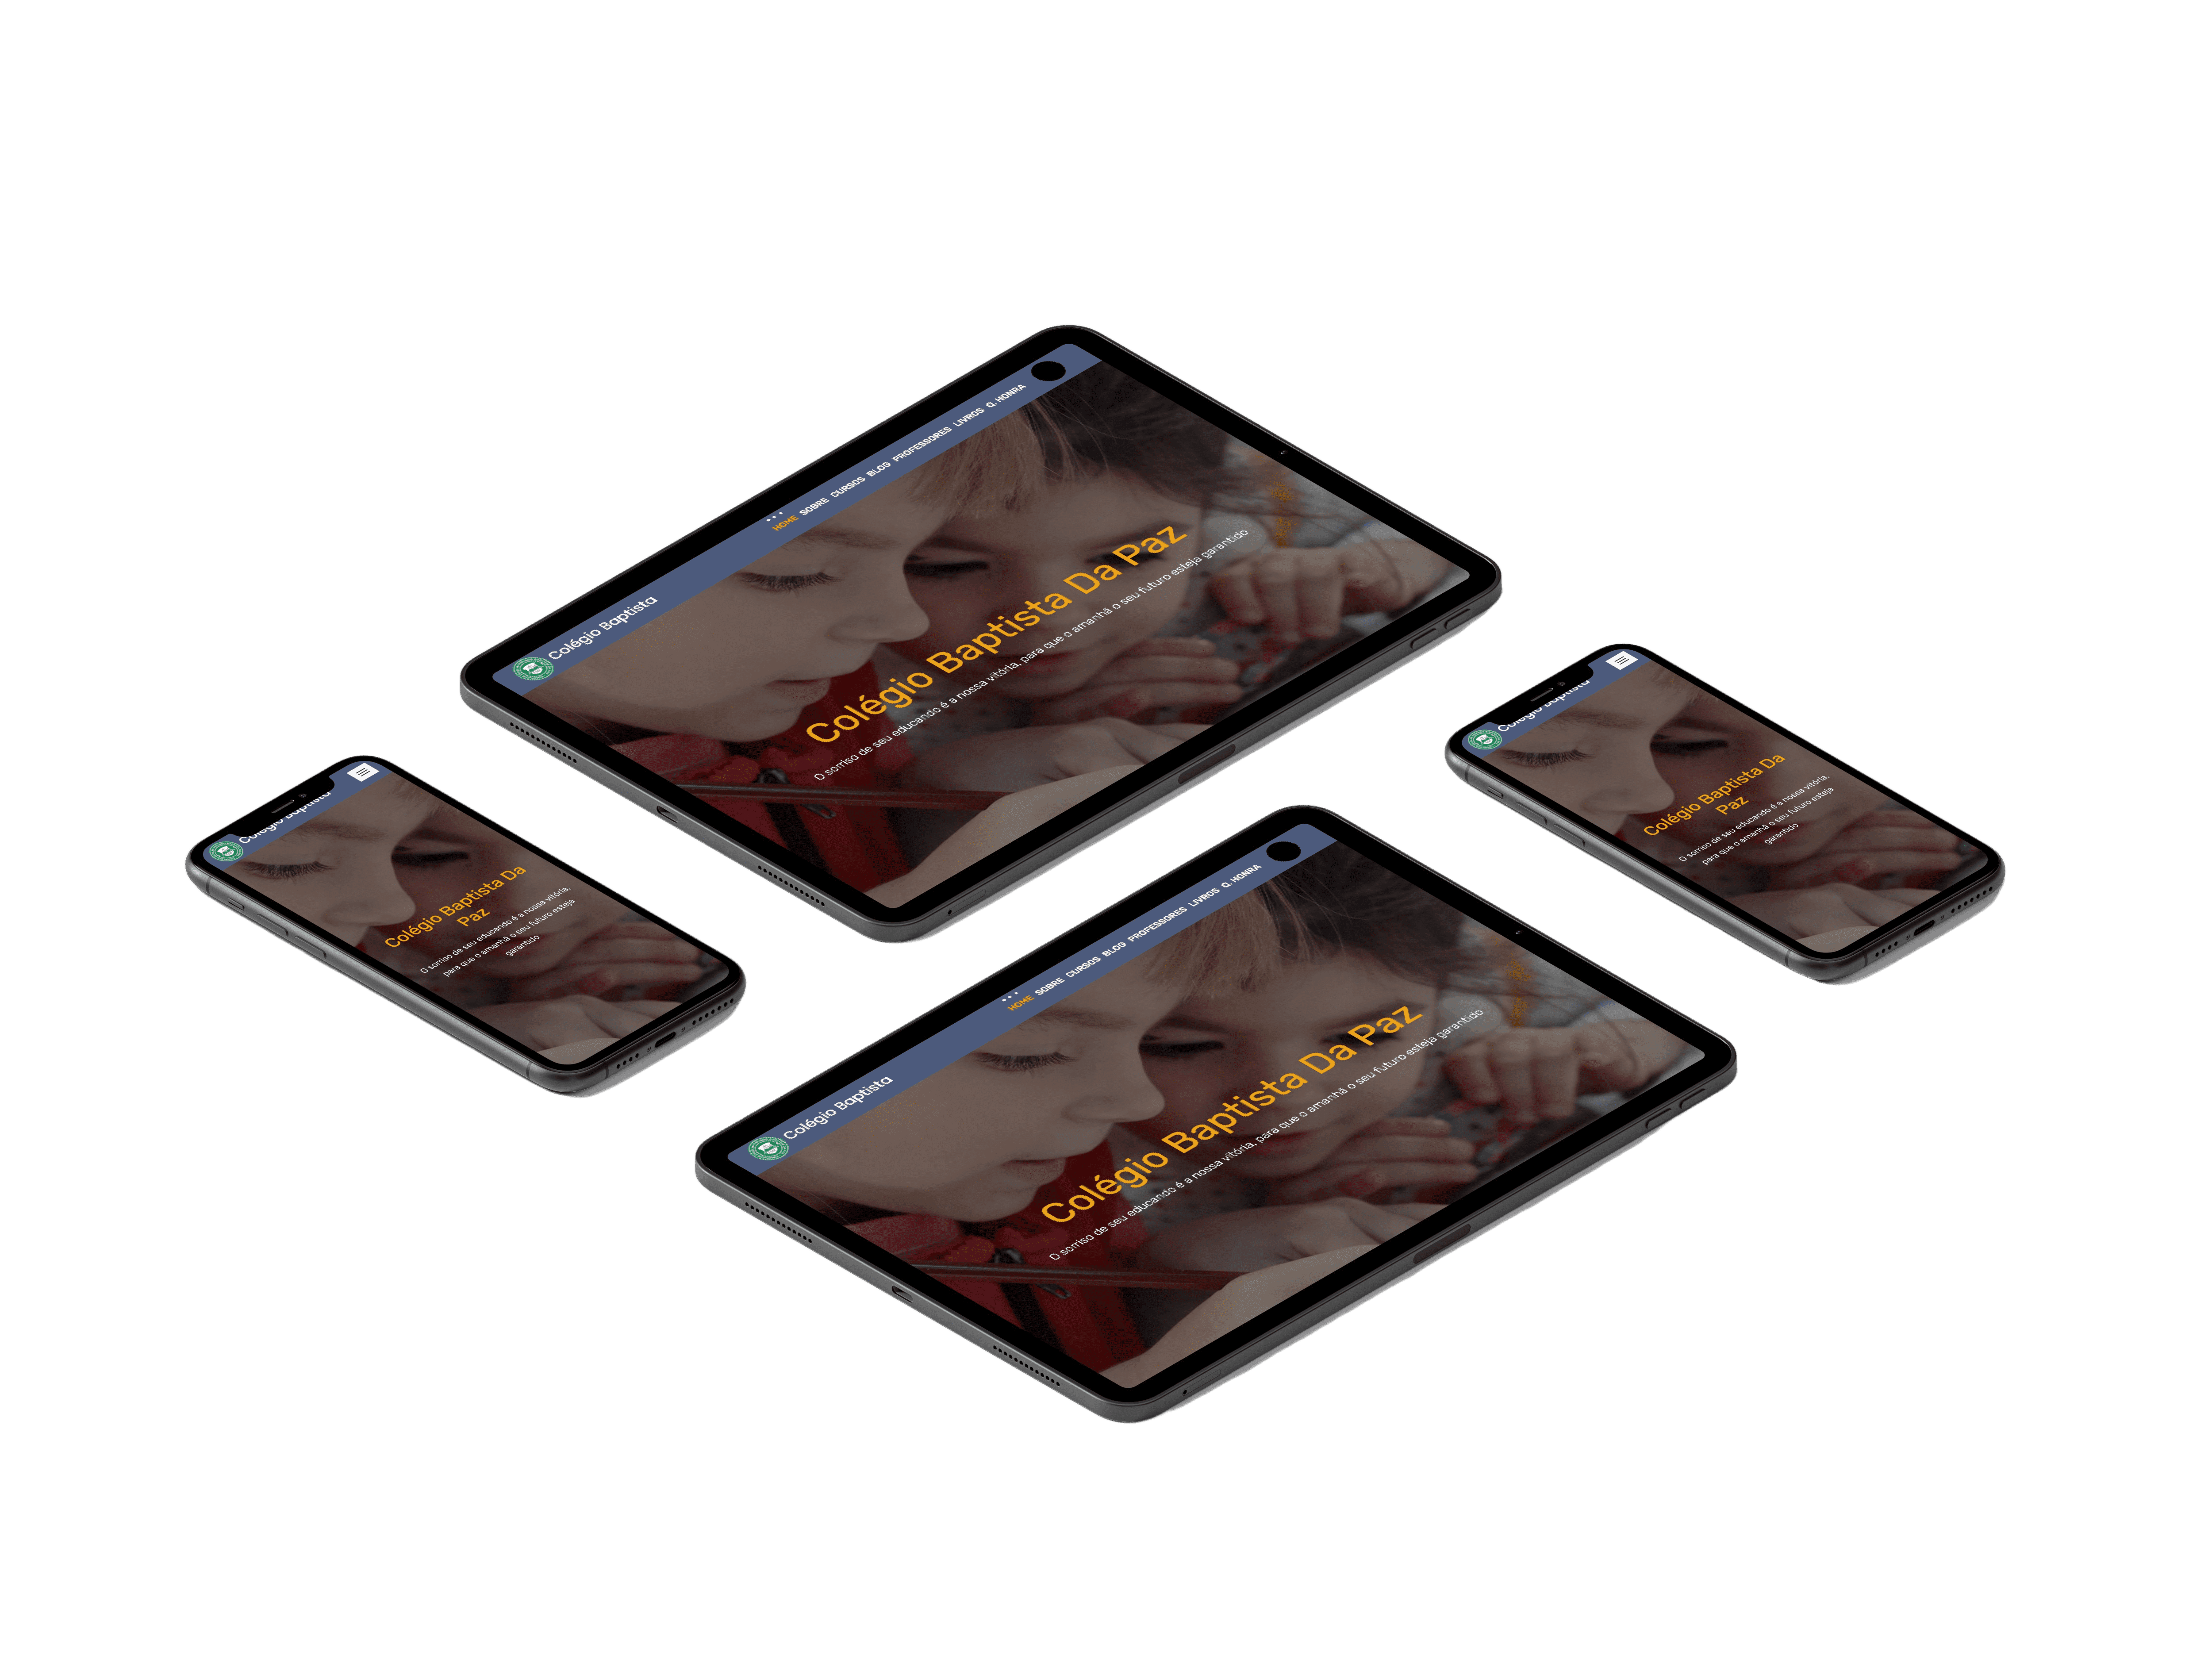 Colégio Baptista
HOME SOBRE CURSOS BLOG PROFESSORES LIVROS Q. HONRA
Colégio Baptista Da Paz
O sorriso de seu educando é a nossa vitória, para que o amanhã o seu futuro esteja garantido
Colégio Baptista
Colégio Baptista Da
Paz
O sorriso de seu educando é a nossa vitória,
para que o amanhã o seu futuro esteja
garantido
Colégio Baptista
Colégio Baptista Da
Paz
O sorriso de seu educando é a nossa vitória,
para que o amanhã o seu futuro esteja
garantido
Colégio Baptista
HOME SOBRE CURSOS BLOG PROFESSORES LIVROS Q. HONRA
Colégio Baptista Da Paz
O sorriso de seu educando é a nossa vitória, para que o amanhã o seu futuro esteja garantido